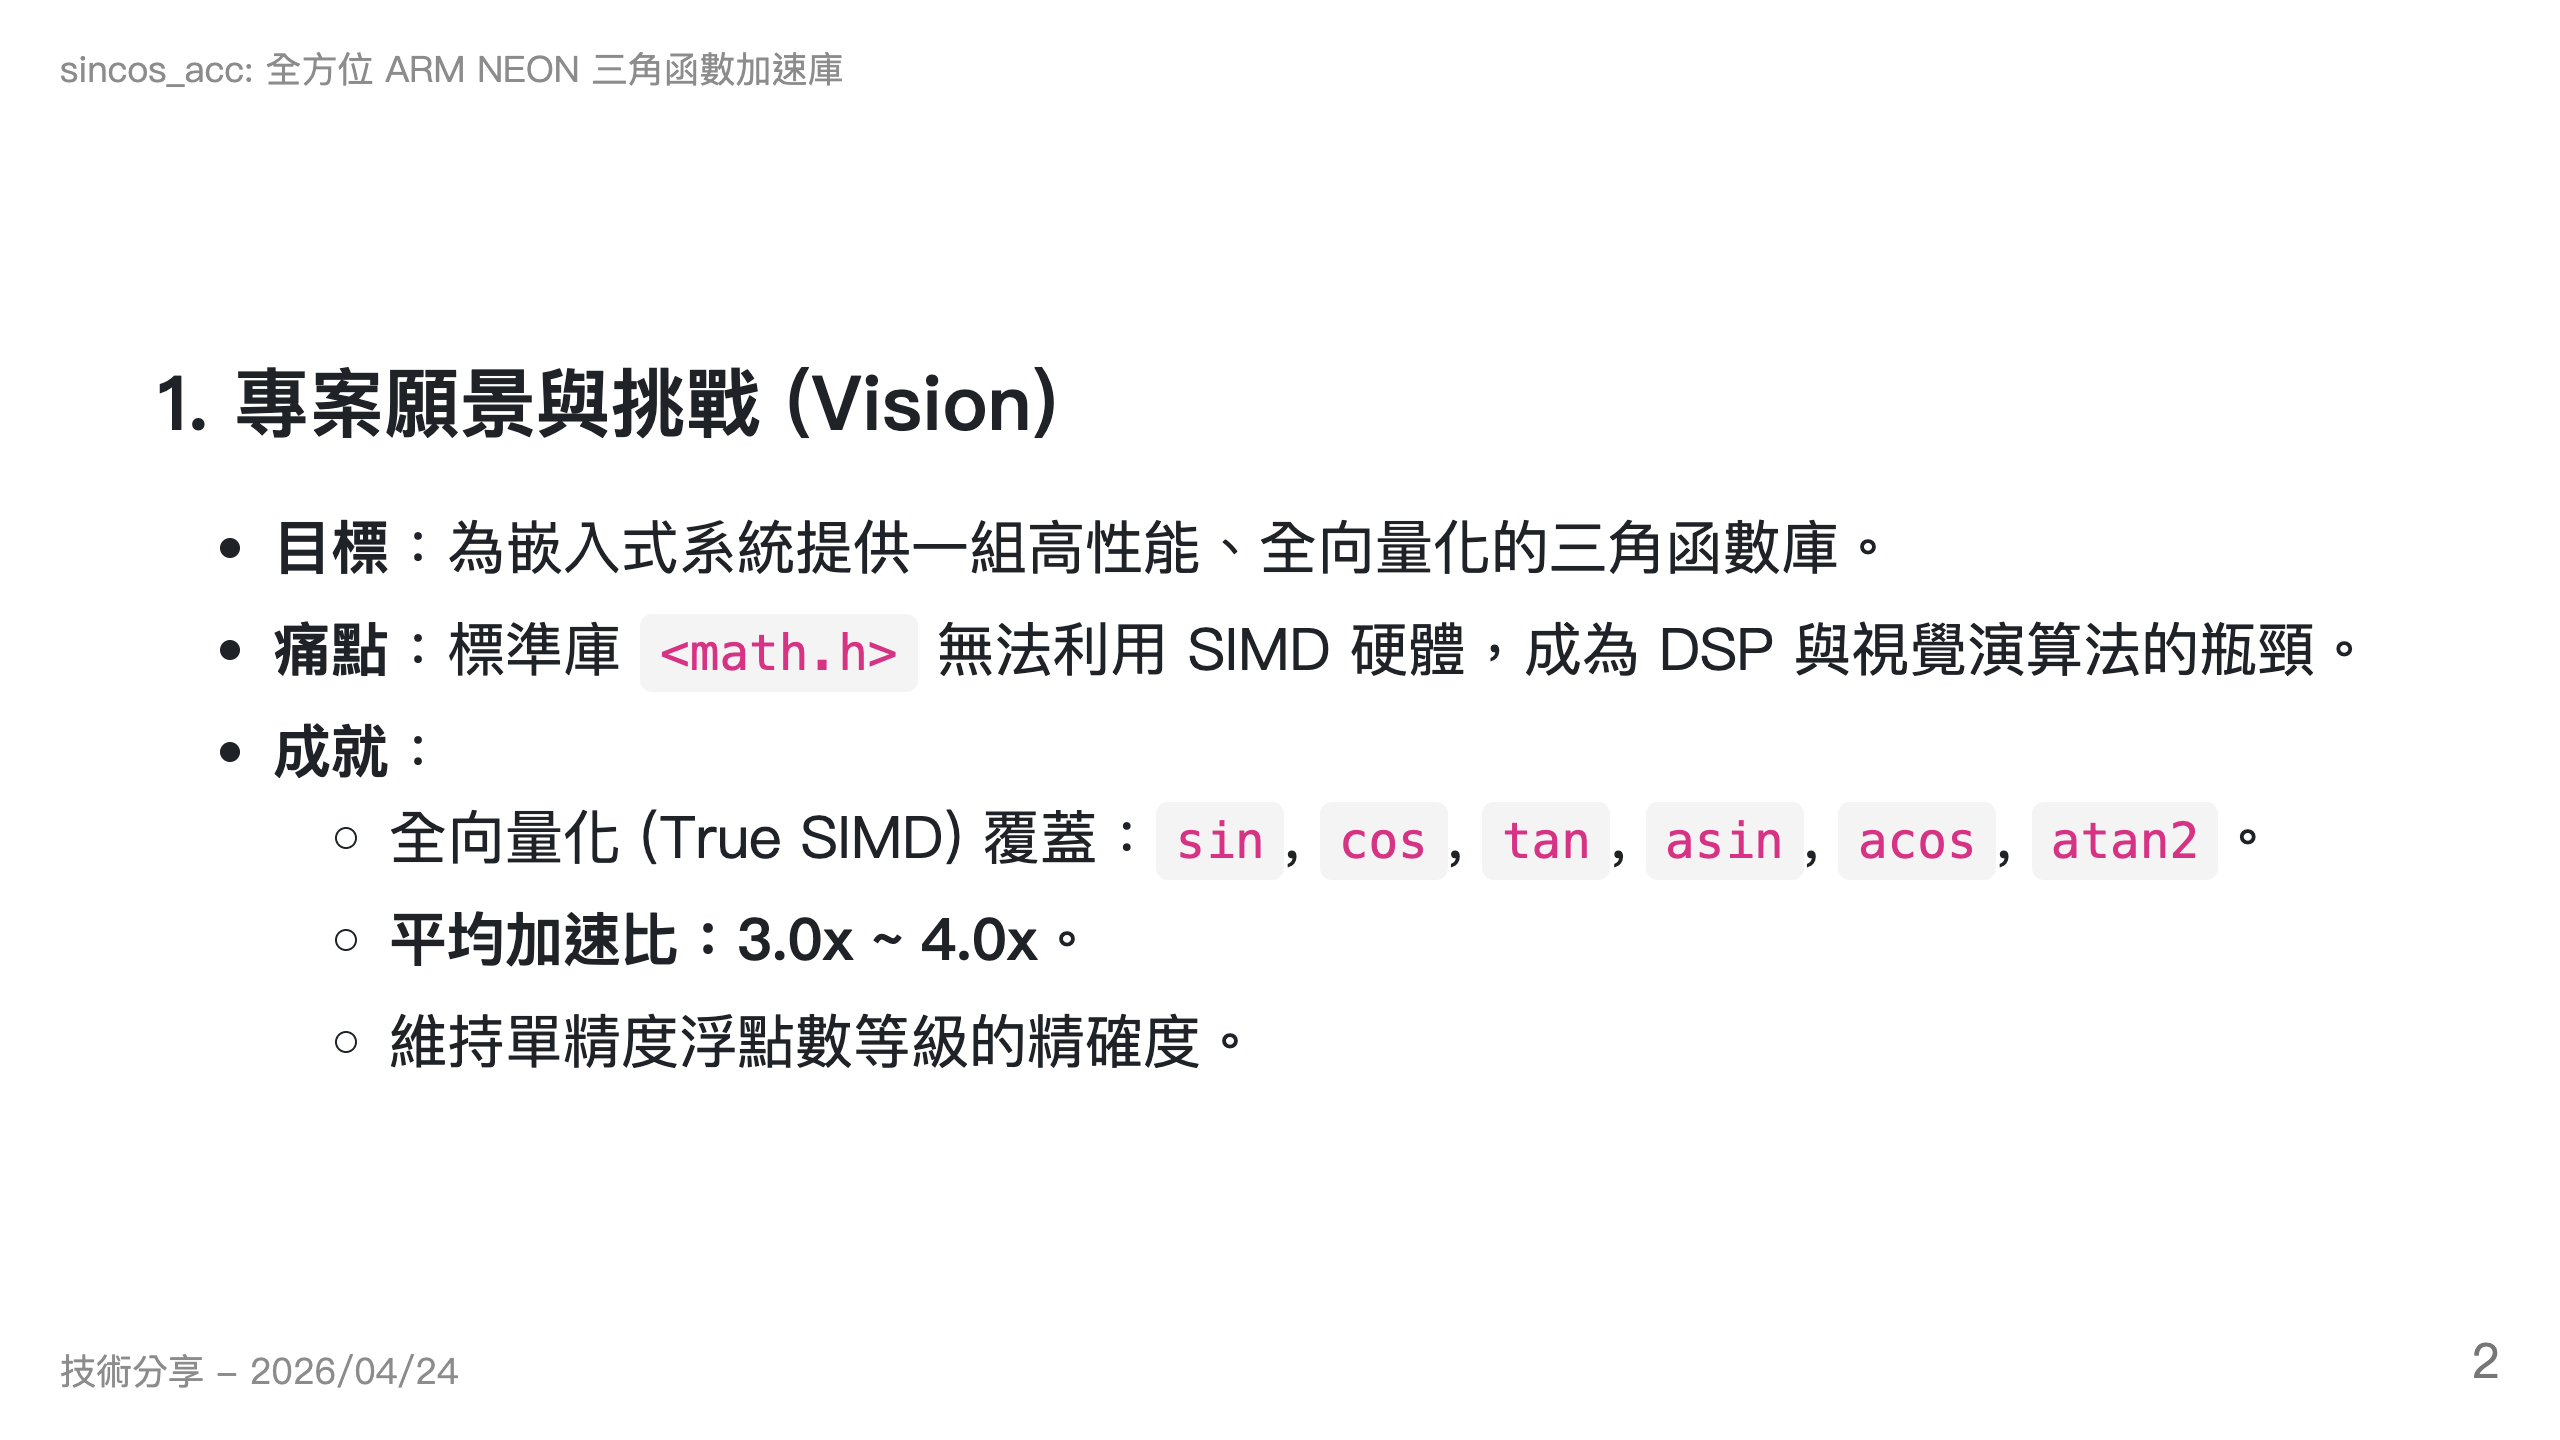 sincos_acc: 全方位 ARM NEON 三角函數加速庫
1. 專案願景與挑戰 (Vision)
• 目標：為嵌入式系統提供一組高性能、全向量化的三角函數庫。
• 痛點：標準庫 <math.h> 無法利用 SIMD 硬體，成為 DSP 與視覺演算法的瓶頸。
• 成就：
◦ 全向量化 (True SIMD) 覆蓋：sin, cos, tan, asin, acos, atan2。
◦ 平均加速比：3.0x ~ 4.0x。
◦ 維持單精度浮點數等級的精確度。
技術分享 – 2026/04/24
2